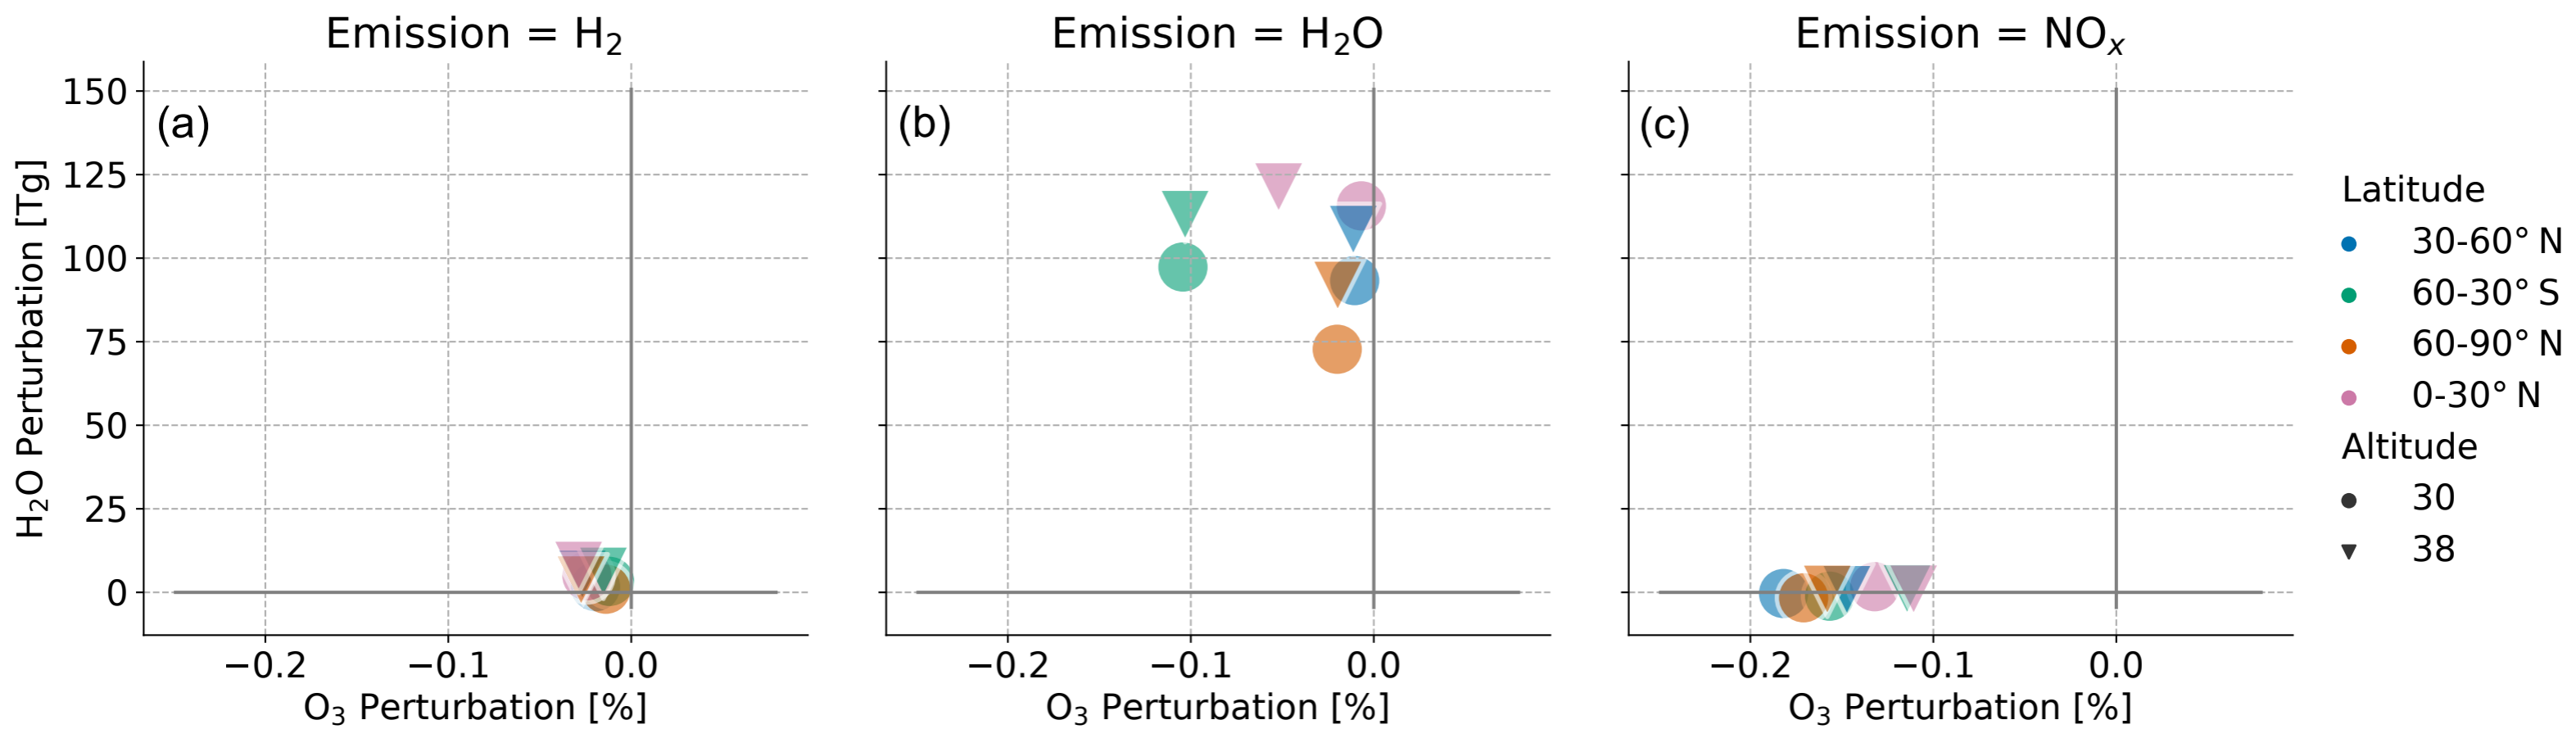 Emission = H₂
Emission = H₂O
Emission = NOₓ
(a)
(b)
(c)
H₂O Perturbation [Tg]
150
125
100
75
50
25
0
−0.2
−0.1
0.0
−0.2
−0.1
0.0
−0.2
−0.1
0.0
O₃ Perturbation [%]
O₃ Perturbation [%]
O₃ Perturbation [%]
Latitude
30-60° N
60-30° S
60-90° N
0-30° N
Altitude
30
38